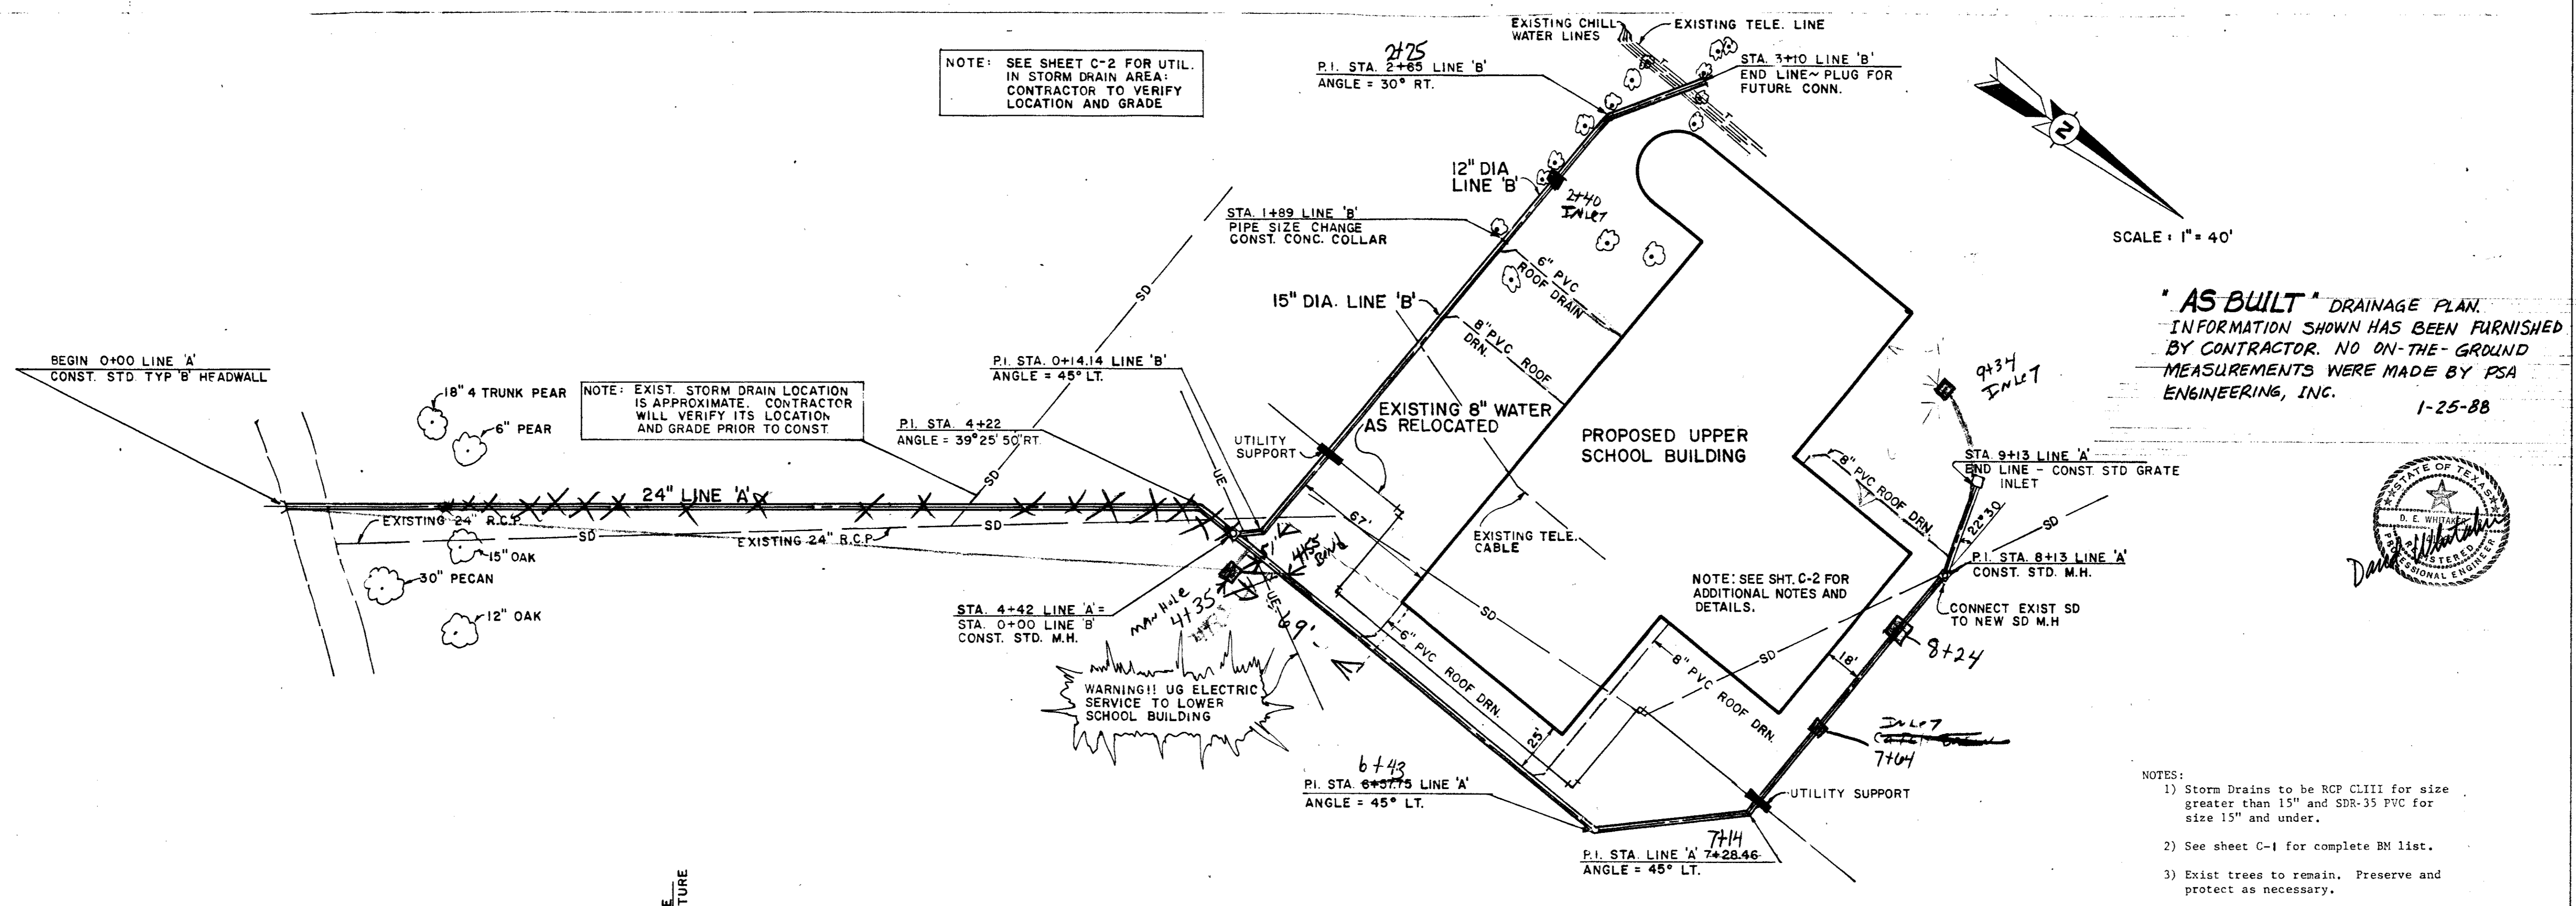 EXISTING CHILL
WATER LINES
EXISTING TELE. LINE
NOTE: SEE SHEET C-2 FOR UTIL.
IN STORM DRAIN AREA:
CONTRACTOR TO VERIFY
LOCATION AND GRADE
2+75
P.I. STA. 2+65 LINE 'B'
ANGLE = 30° RT.
STA. 3+10 LINE 'B'
END LINE~ PLUG FOR
FUTURE CONN.
N
SCALE : 1" = 40'
12" DIA
LINE 'B'
2+40
INLET
STA. 1+89 LINE 'B'
PIPE SIZE CHANGE
CONST. CONC. COLLAR
SD
6" PVC
ROOF DRAIN
15" DIA. LINE 'B'
8" PVC ROOF
DRN.
"AS BUILT" DRAINAGE PLAN.
INFORMATION SHOWN HAS BEEN FURNISHED
BY CONTRACTOR. NO ON-THE-GROUND
MEASUREMENTS WERE MADE BY PSA
ENGINEERING, INC.
1-25-88
BEGIN 0+00 LINE 'A'
CONST. STD. TYP 'B' HEADWALL
18" 4 TRUNK PEAR
6" PEAR
NOTE: EXIST. STORM DRAIN LOCATION
IS APPROXIMATE. CONTRACTOR
WILL VERIFY ITS LOCATION
AND GRADE PRIOR TO CONST.
P.I. STA. 0+14.14 LINE 'B'
ANGLE = 45° LT.
P.I. STA. 4+22
ANGLE = 39°25'50" RT.
UTILITY
SUPPORT
EXISTING 8" WATER
AS RELOCATED
PROPOSED UPPER
SCHOOL BUILDING
9+34
INLET
8" PVC ROOF DRN.
STA. 9+13 LINE 'A'
END LINE - CONST. STD GRATE
INLET
STATE OF TEXAS
D. E. WHITAKER
REGISTERED
PROFESSIONAL ENGINEER
David Whitaker
24" LINE 'A'
SD
UE
67'
EXISTING 24" R.C.P.
SD
EXISTING 24" R.C.P.
SD
15" OAK
30" PECAN
12" OAK
EXISTING TELE.
CABLE
22°30
SD
P.I. STA. 8+13 LINE 'A'
CONST. STD. M.H.
NOTE: SEE SHT. C-2 FOR
ADDITIONAL NOTES AND
DETAILS.
CONNECT EXIST SD
TO NEW SD M.H
4+55
Bend
MAN HOLE
4+35
STA. 4+42 LINE 'A' =
STA. 0+00 LINE 'B'
CONST. STD. M.H.
UE
69'
SD
SD
8+24
18'
WARNING!! UG ELECTRIC
SERVICE TO LOWER
SCHOOL BUILDING
6" PVC ROOF DRN.
8" PVC ROOF DRN.
25'
INLET
7+64
6+43
P.I. STA. 6+57.75 LINE 'A'
ANGLE = 45° LT.
UTILITY SUPPORT
7+14
P.I. STA. LINE 'A' 7+28.46
ANGLE = 45° LT.
NOTES:
1) Storm Drains to be RCP CLIII for size
greater than 15" and SDR-35 PVC for
size 15" and under.
2) See sheet C-1 for complete BM list.
3) Exist trees to remain. Preserve and
protect as necessary.